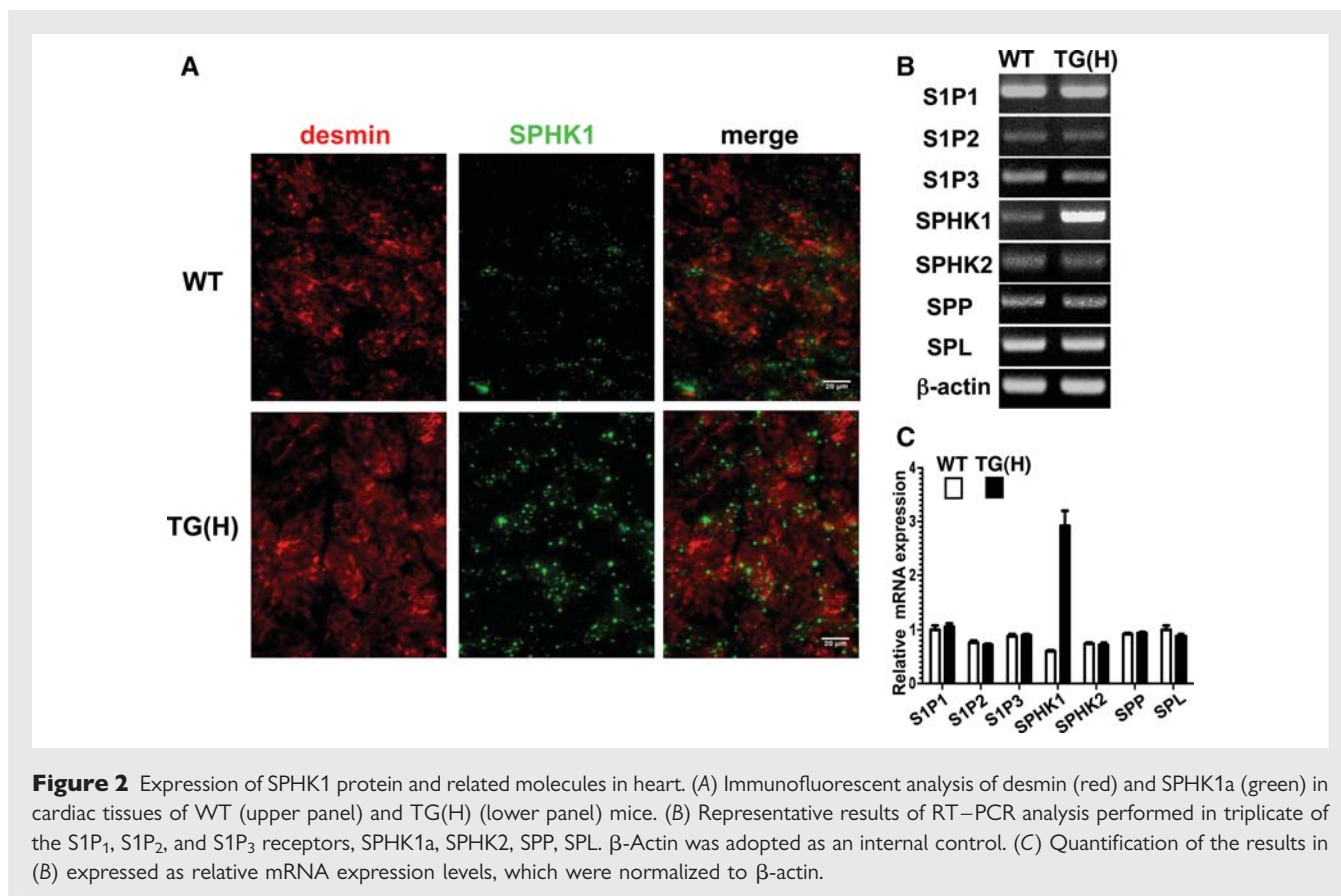 A
desmin
SPHK1
merge
WT
20 μm
TG(H)
20 μm
B
WT TG(H)
S1P1
S1P2
S1P3
SPHK1
SPHK2
SPP
SPL
β-actin
C
WT TG(H)
Relative mRNA expression
4
3
2
1
0
S1P1
S1P2
S1P3
SPHK1
SPHK2
SPP
SPL
Figure 2 Expression of SPHK1 protein and related molecules in heart. (A) Immunofluorescent analysis of desmin (red) and SPHK1a (green) in
cardiac tissues of WT (upper panel) and TG(H) (lower panel) mice. (B) Representative results of RT–PCR analysis performed in triplicate of
the S1P₁, S1P₂, and S1P₃ receptors, SPHK1a, SPHK2, SPP, SPL. β-Actin was adopted as an internal control. (C) Quantification of the results in
(B) expressed as relative mRNA expression levels, which were normalized to β-actin.